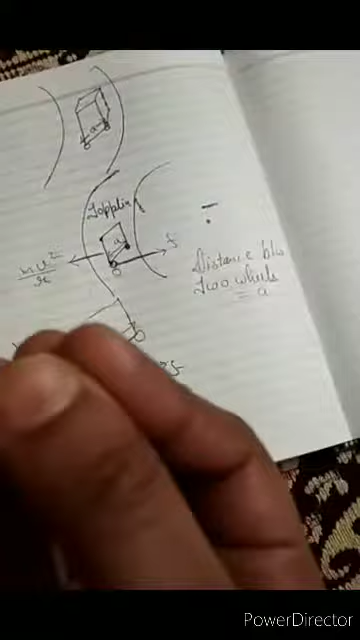 a
Toppling
a
mv²
r
f
Distance b/w
Two wheels
= a
PowerDirector